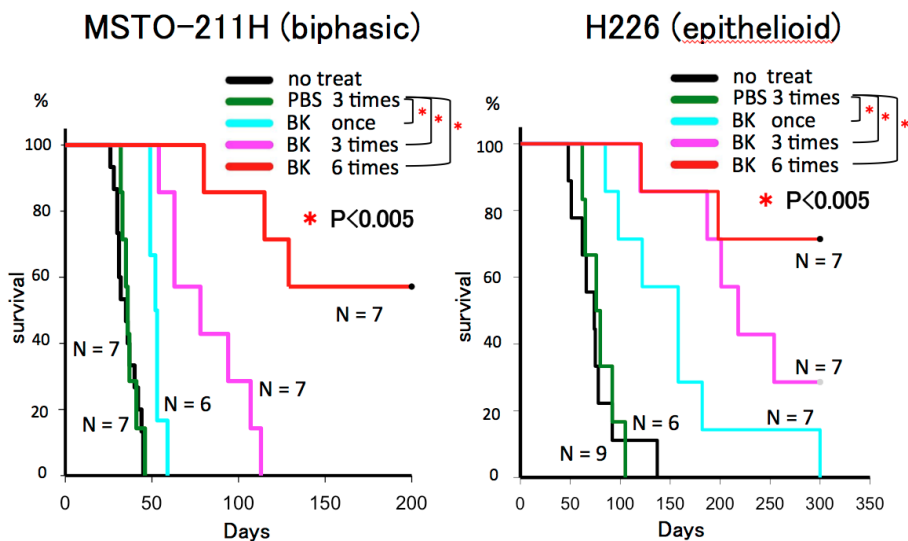 MSTO-211H (biphasic)
no treat
PBS 3 times
BK once
BK 3 times
BK 6 times
* * *
* P<0.005
%
100
80
60
40
20
0
survival
N = 7
N = 7
N = 6
N = 7
N = 7
0 50 100 150 200
Days
H226 (epithelioid)
no treat
PBS 3 times
BK once
BK 3 times
BK 6 times
* * *
* P<0.005
%
100
80
60
40
20
0
survival
N = 7
N = 7
N = 9
N = 6
N = 7
0 50 100 150 200 250 300 350
Days